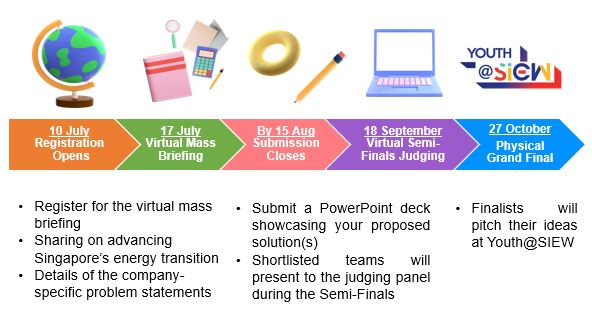 YOUTH
@SIEW
10 July
Registration
Opens
17 July
Virtual Mass
Briefing
By 15 Aug
Submission
Closes
18 September
Virtual Semi-
Finals Judging
27 October
Physical
Grand Final
• Register for the virtual mass
briefing
• Sharing on advancing
Singapore's energy transition
• Details of the company-
specific problem statements
• Submit a PowerPoint deck
showcasing your proposed
solution(s)
• Shortlisted teams will
present to the judging panel
during the Semi-Finals
• Finalists will
pitch their ideas
at Youth@SIEW